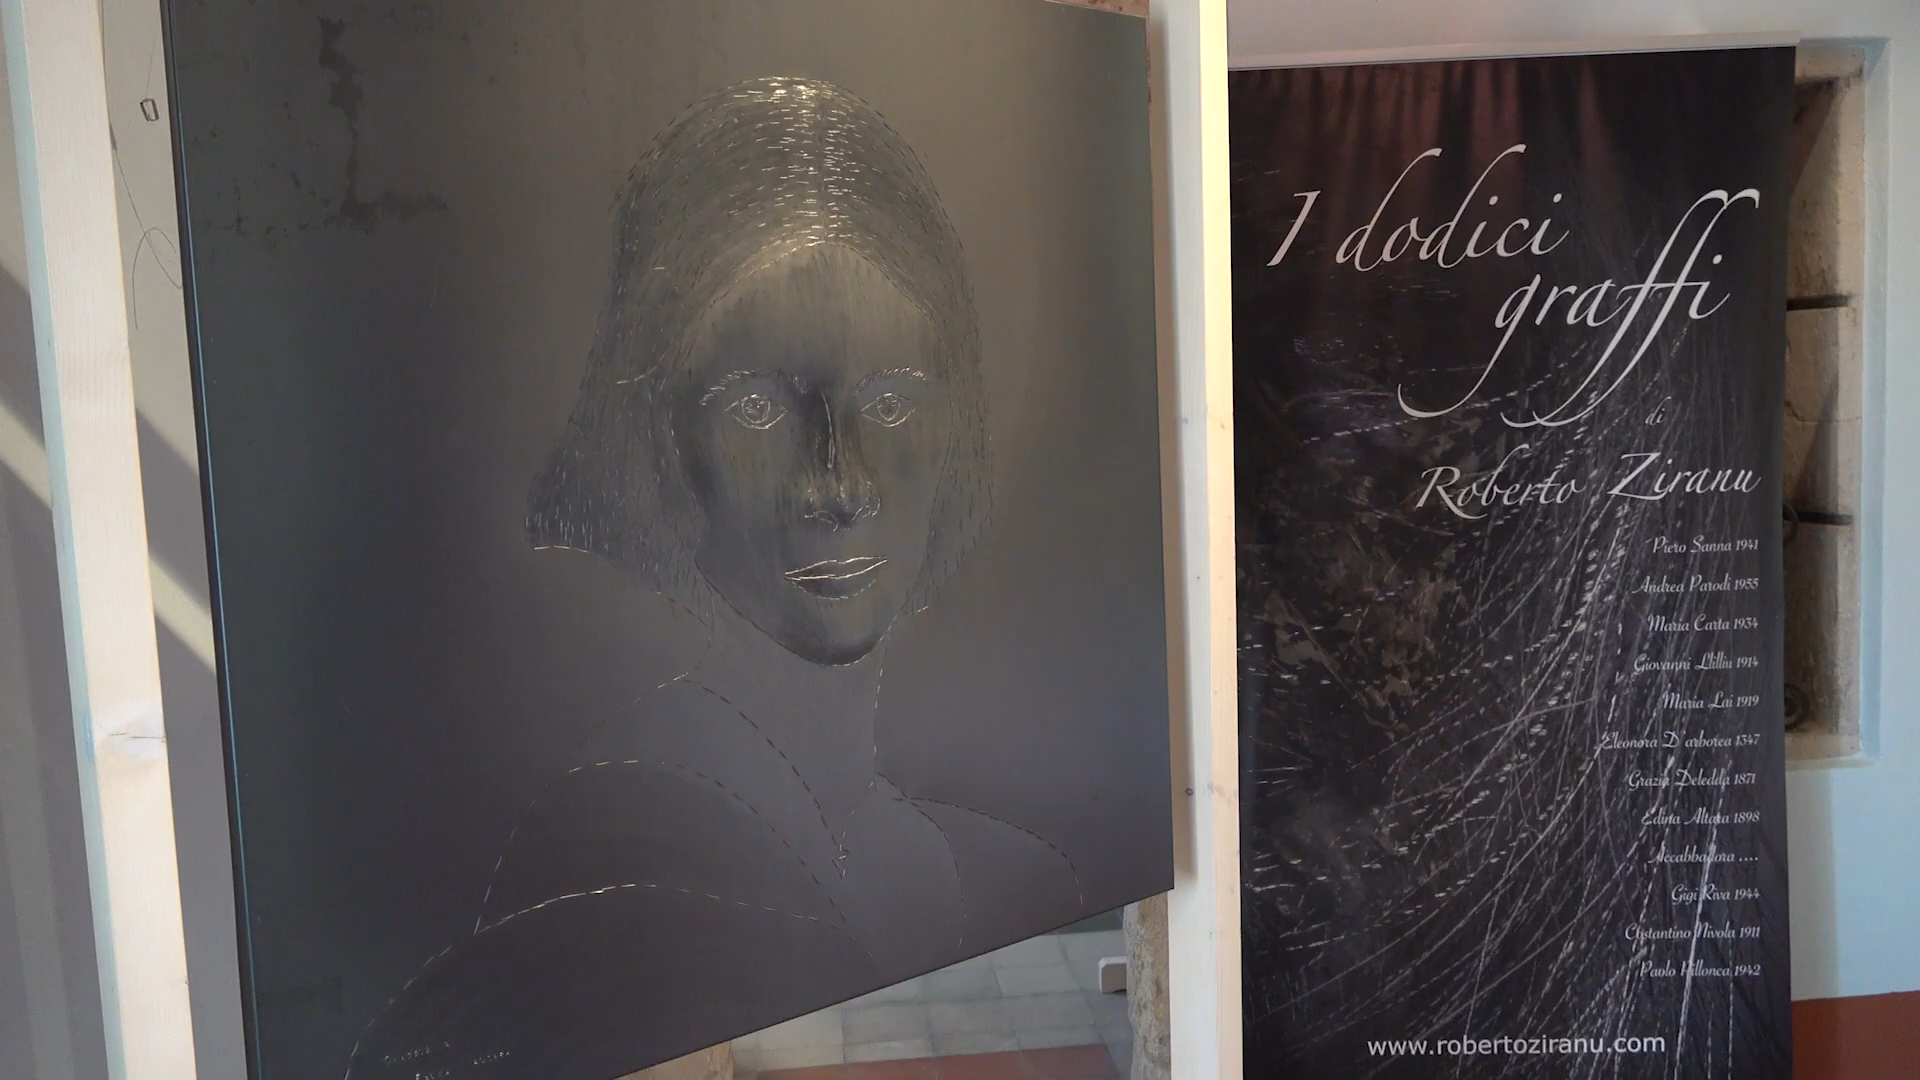 I dodici
graffi
di
Roberto Ziranu
Piero Sanna 1941
Andrea Parodi 1955
Maria Carta 1934
Giovanni Llilliu 1914
Maria Lai 1919
Eleonora D'arborea 1347
Grazia Deledda 1871
Edina Altara 1898
Accabbadora ....
Gigi Riva 1944
Costantino Nivola 1911
Paolo Pillonca 1942
www.robertoziranu.com